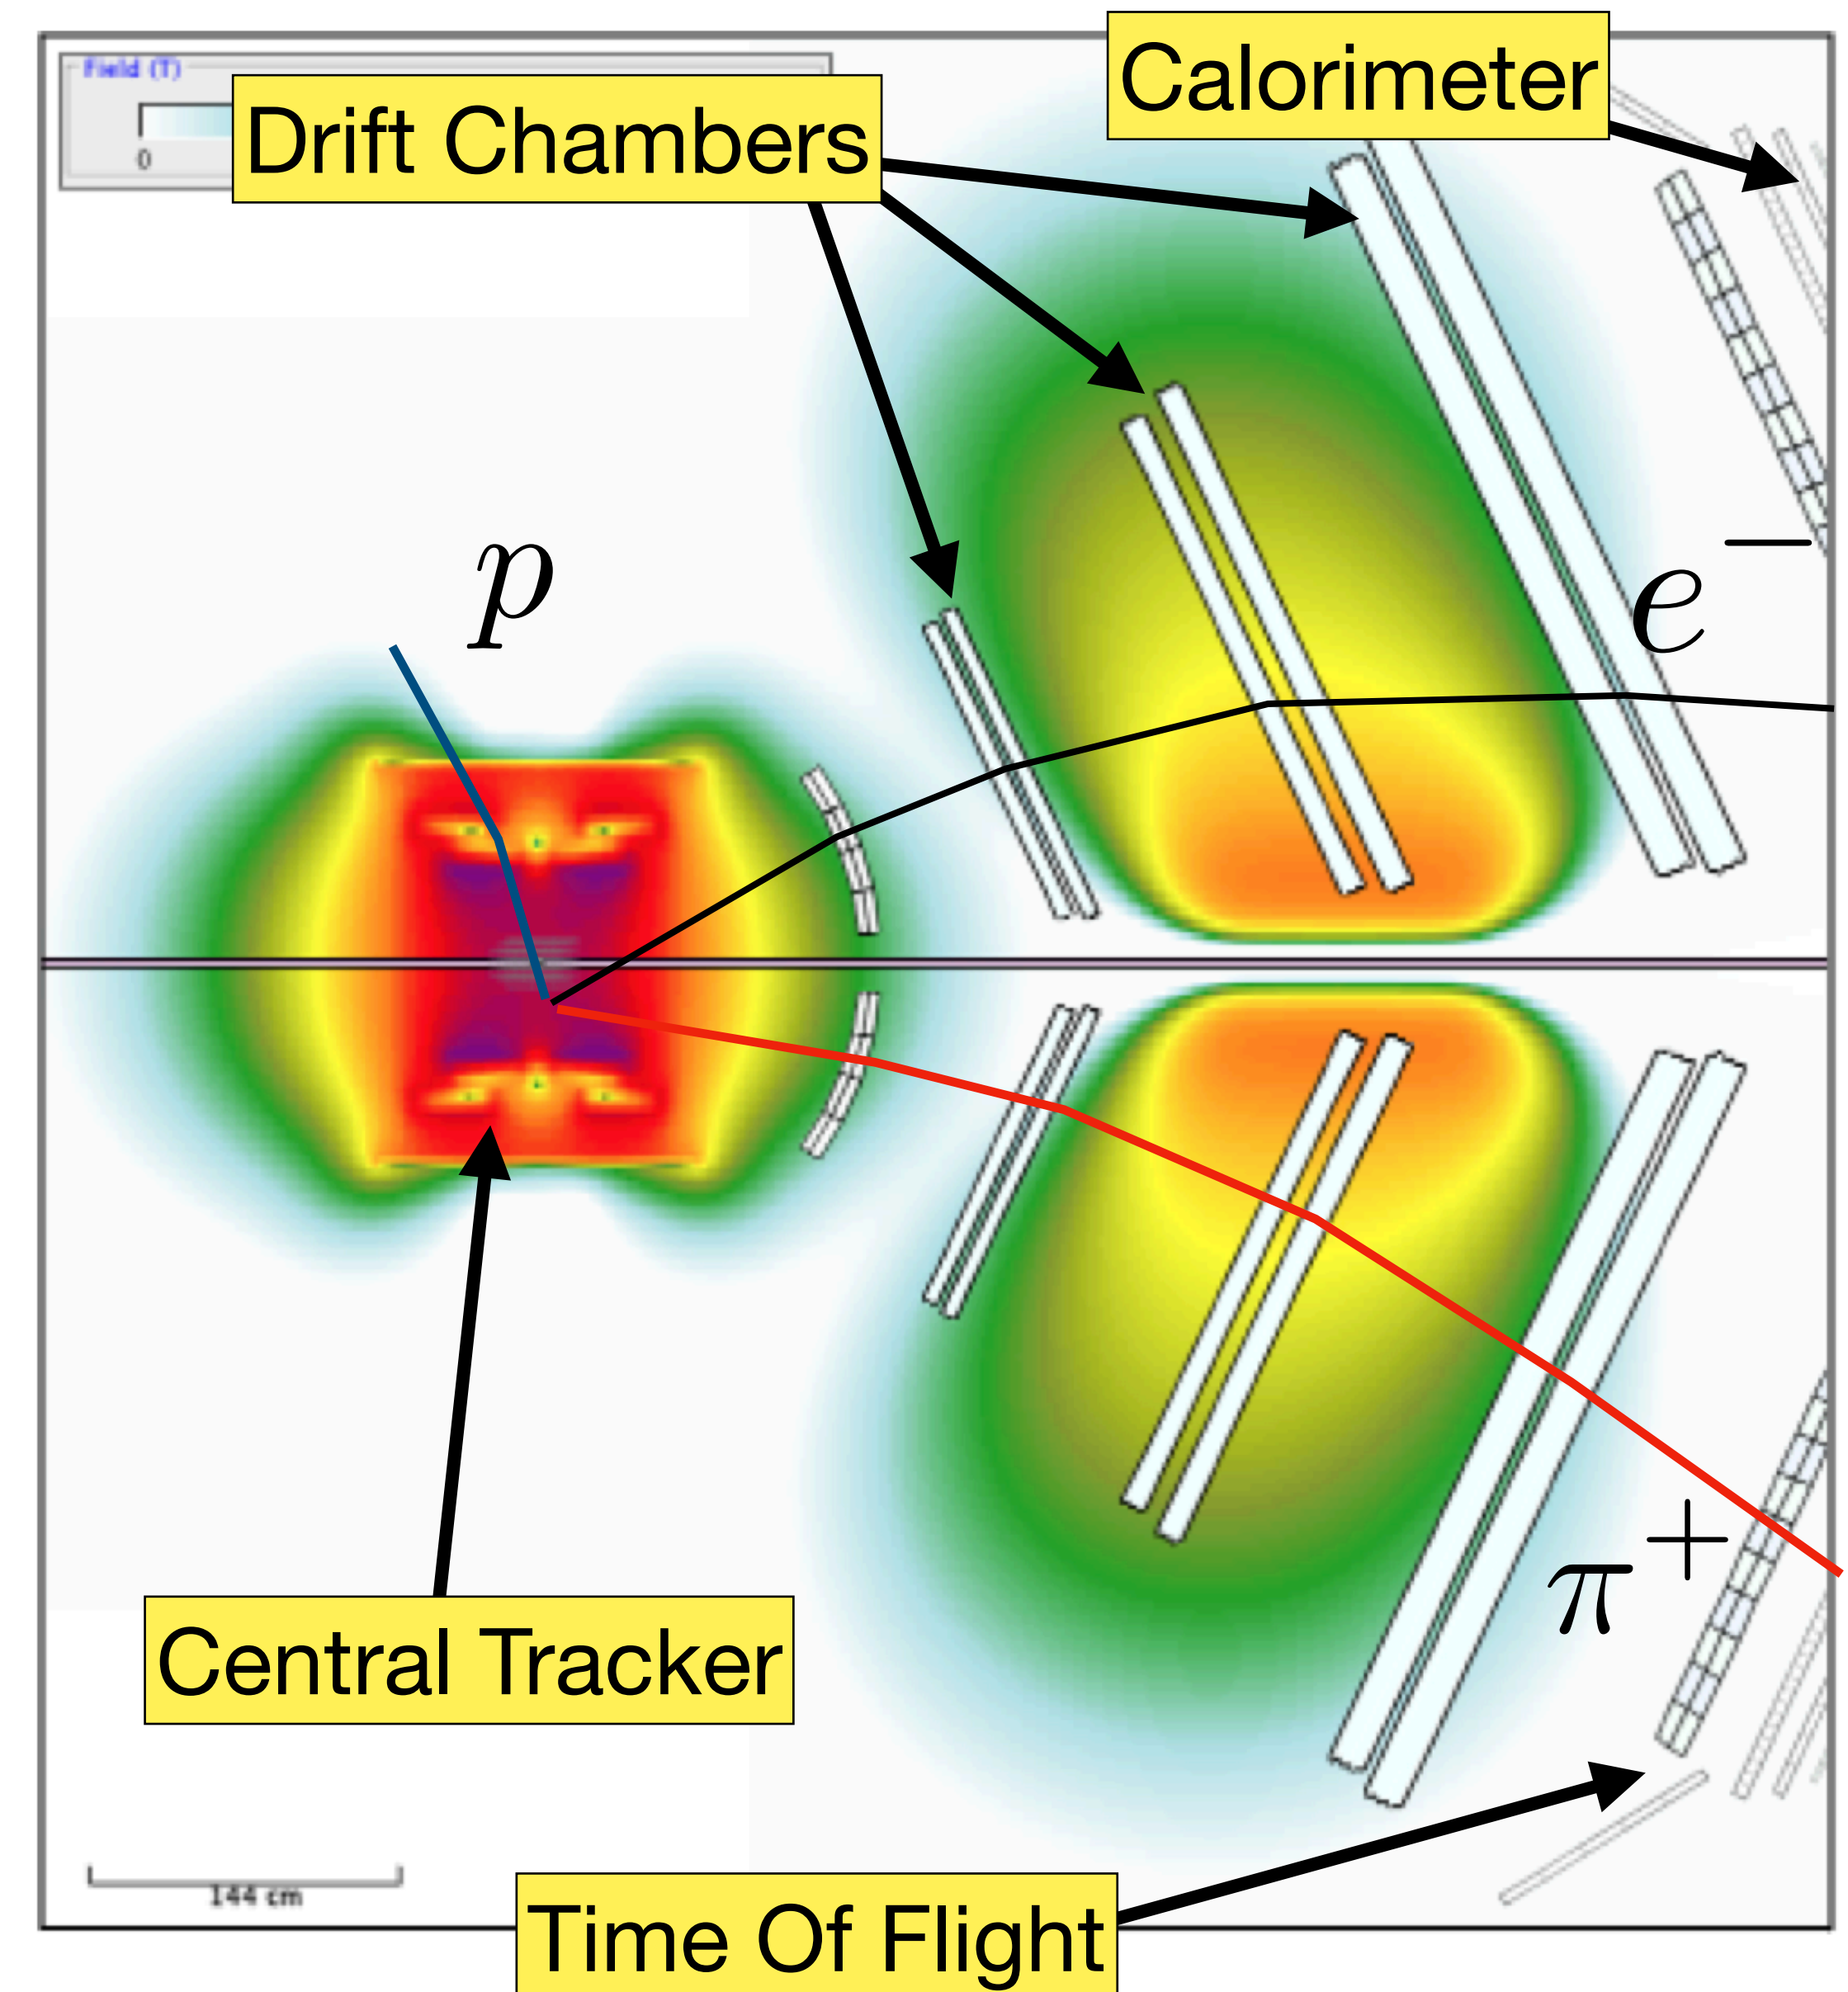 Calorimeter
Field (T)
Drift Chambers
0
p
e−
Central Tracker
π+
144 cm
Time Of Flight